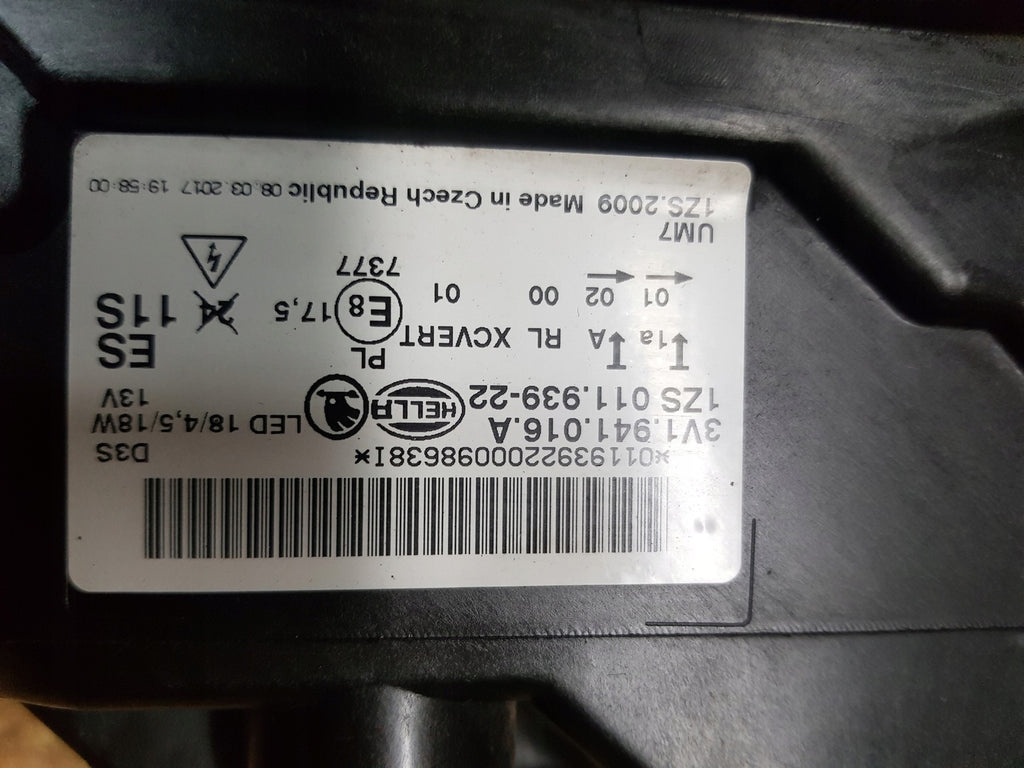 *01193922000986381*
D3S
3V1.941.016.A
HELLA
LED 18/4,5/18W
13V
1ZS 011.939-22
PL
ES
1a A RL XCVERT E8 17,5 24 11S
01 02 00 01
7377
UM7
1ZS.2009 Made in Czech Republic 08.03.2017 19:58:00